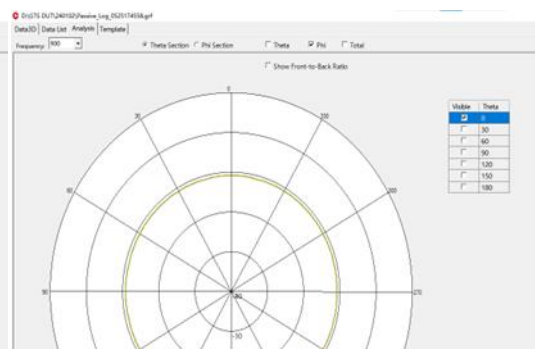 D:\GTS DUT\240102\Passive_Log_0525174558.grf
Data3D Data List Analysis Template
Frequency: 900 Theta Section Phi Section Theta Phi Total
Show Front-to-Back Ratio
Visible Theta
0
30
60
90
120
150
180
0
30 330
60 300
90 270
-40
-30